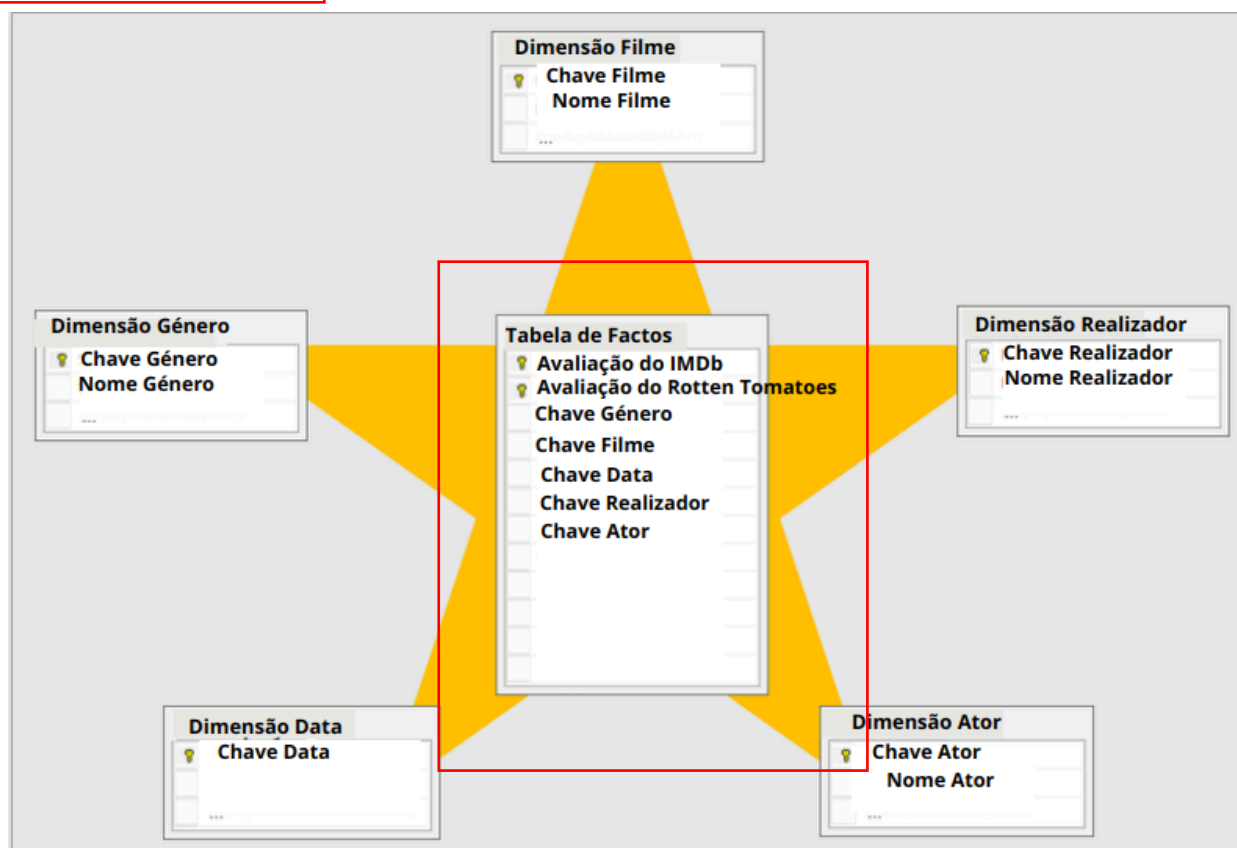 Dimensão Filme
Chave Filme
Nome Filme
...
Dimensão Género
Chave Género
Nome Género
...
Tabela de Factos
Avaliação do IMDb
Avaliação do Rotten Tomatoes
Chave Género
Chave Filme
Chave Data
Chave Realizador
Chave Ator
Dimensão Realizador
Chave Realizador
Nome Realizador
...
Dimensão Data
Chave Data
...
Dimensão Ator
Chave Ator
Nome Ator
...